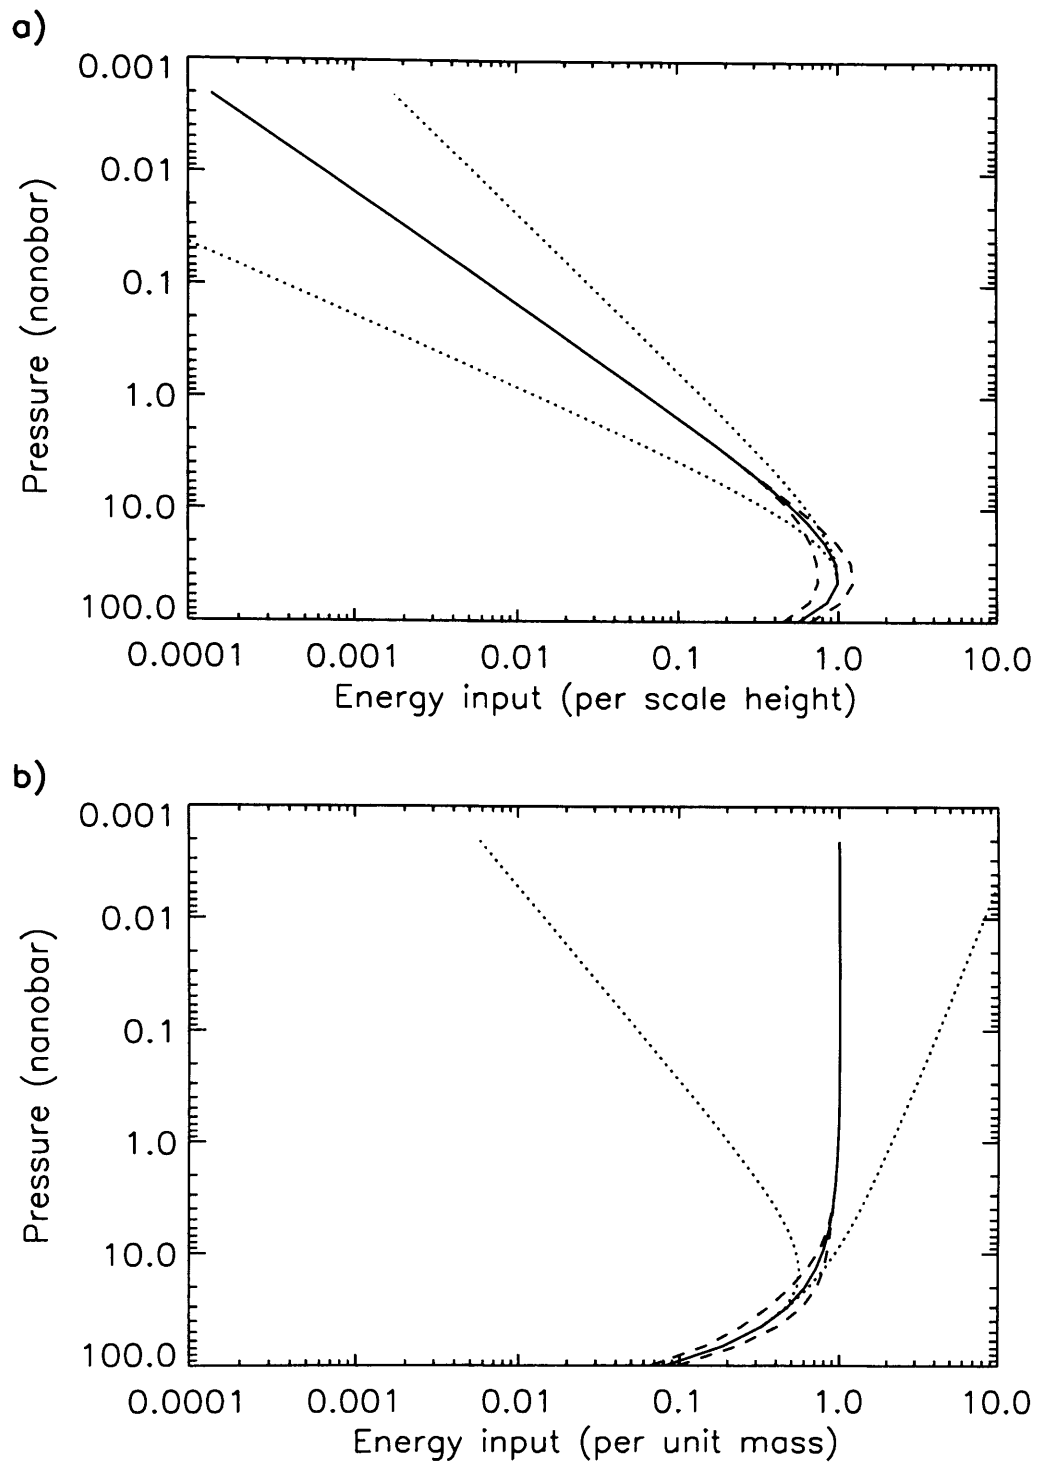 a)
0.001
0.01
0.1
1.0
10.0
100.0
Pressure (nanobar)
0.0001 0.001 0.01 0.1 1.0 10.0
Energy input (per scale height)
b)
0.001
0.01
0.1
1.0
10.0
100.0
Pressure (nanobar)
0.0001 0.001 0.01 0.1 1.0 10.0
Energy input (per unit mass)